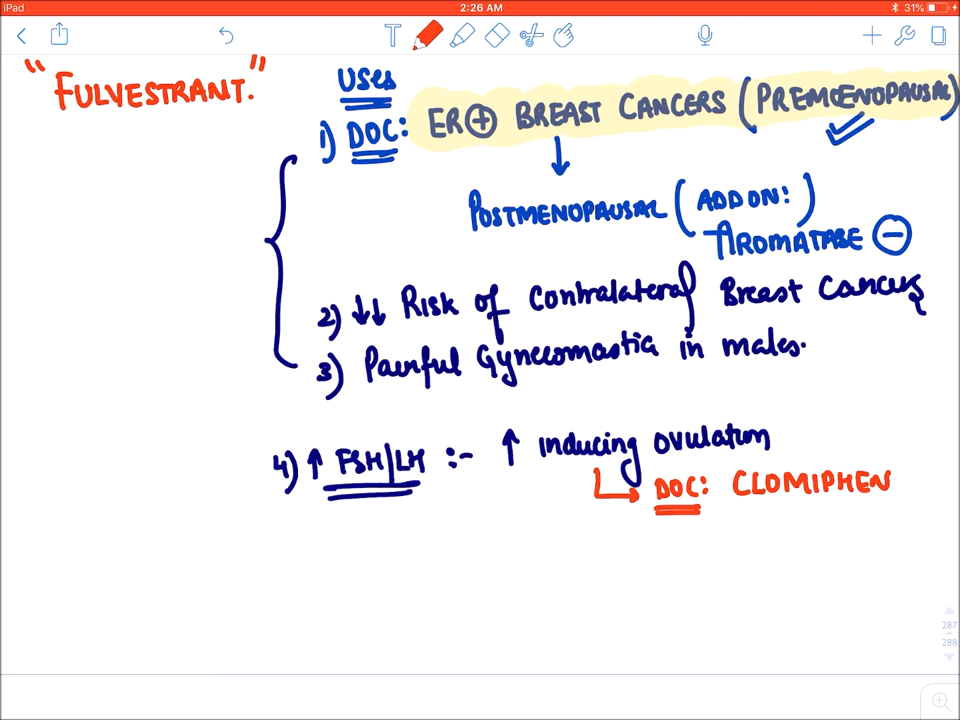 iPad
2:26 AM
31%
"FULVESTRANT."
USES
1) DOC: ER⊕ BREAST CANCERS (PREMENOPAUSAL)
↓
POSTMENOPAUSAL (ADD ON:)
AROMATASE ⊖
2) ↓↓ Risk of Contralateral Breast Cancers
3) Painful Gynecomastia in males.
4) ↑ FSH/LH :- ↑ inducing ovulation
↳ DOC: CLOMIPHEN
287
288